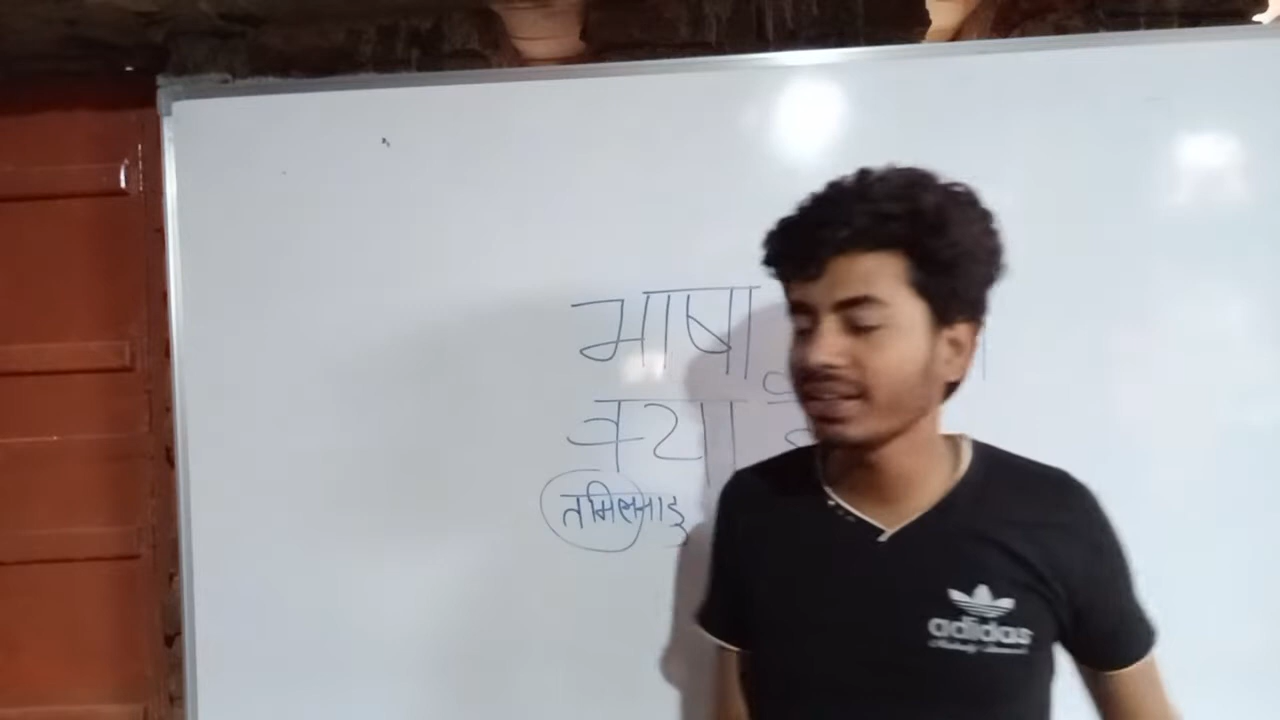 भाषा
क्या
तमिलनाडु
adidas